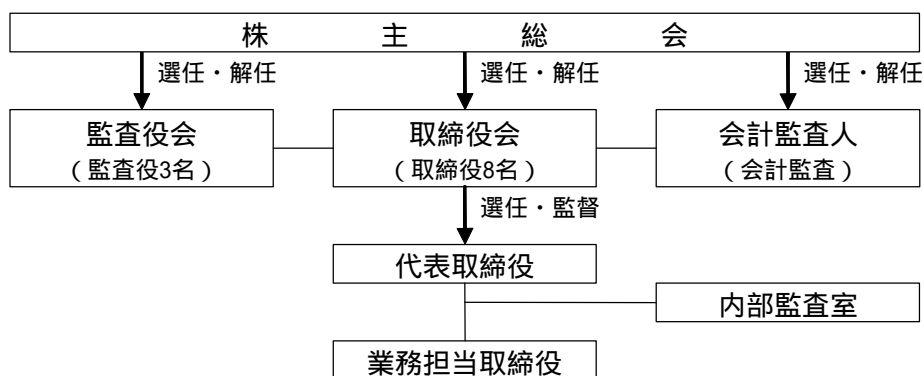 株主総会
選任・解任 選任・解任 選任・解任
監査役会 取締役会 会計監査人
（監査役3名） （取締役8名） （会計監査）
選任・監督
代表取締役
内部監査室
業務担当取締役